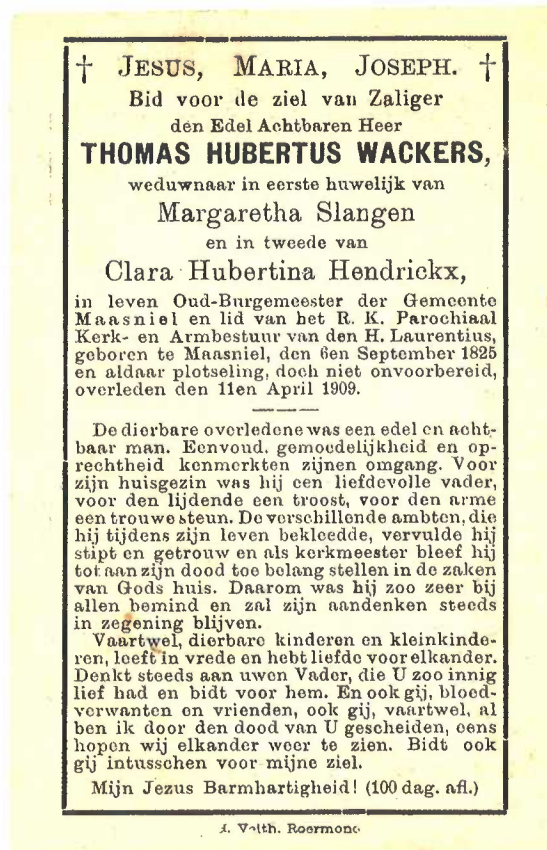 † JESUS, MARIA, JOSEPH. †
Bid voor de ziel van Zaliger
den Edel Achtbaren Heer
THOMAS HUBERTUS WACKERS,
weduwnaar in eerste huwelijk van
Margaretha Slangen
en in tweede van
Clara Hubertina Hendrickx,
in leven Oud-Burgemeester der Gemeente
Maasniel en lid van het R. K. Parochiaal
Kerk- en Armbestuur van den H. Laurentius,
geboren te Maasniel, den 6en September 1825
en aldaar plotseling, doch niet onvoorbereid,
overleden den 11en April 1909.
De dierbare overledene was een edel en acht-
baar man. Eenvoud, gemoedelijkheid en op-
rechtheid kenmerkten zijnen omgang. Voor
zijn huisgezin was hij een liefdevolle vader,
voor den lijdende een troost, voor den arme
een trouwe steun. De verschillende ambten, die
hij tijdens zijn leven bekleedde, vervulde hij
stipt en getrouw en als kerkmeester bleef hij
tot aan zijn dood toe belang stellen in de zaken
van Gods huis. Daarom was hij zoo zeer bij
allen bemind en zal zijn aandenken steeds
in zegening blijven.
Vaartwel, dierbare kinderen en kleinkinde-
ren, leeft in vrede en hebt liefde voor elkander.
Denkt steeds aan uwen Vader, die U zoo innig
lief had en bidt voor hem. En ook gij, bloed-
verwanten en vrienden, ook gij, vaartwel, al
ben ik door den dood van U gescheiden, eens
hopen wij elkander weer te zien. Bidt ook
gij intusschen voor mijne ziel.
Mijn Jezus Barmhartigheid! (100 dag. afl.)
Roermond